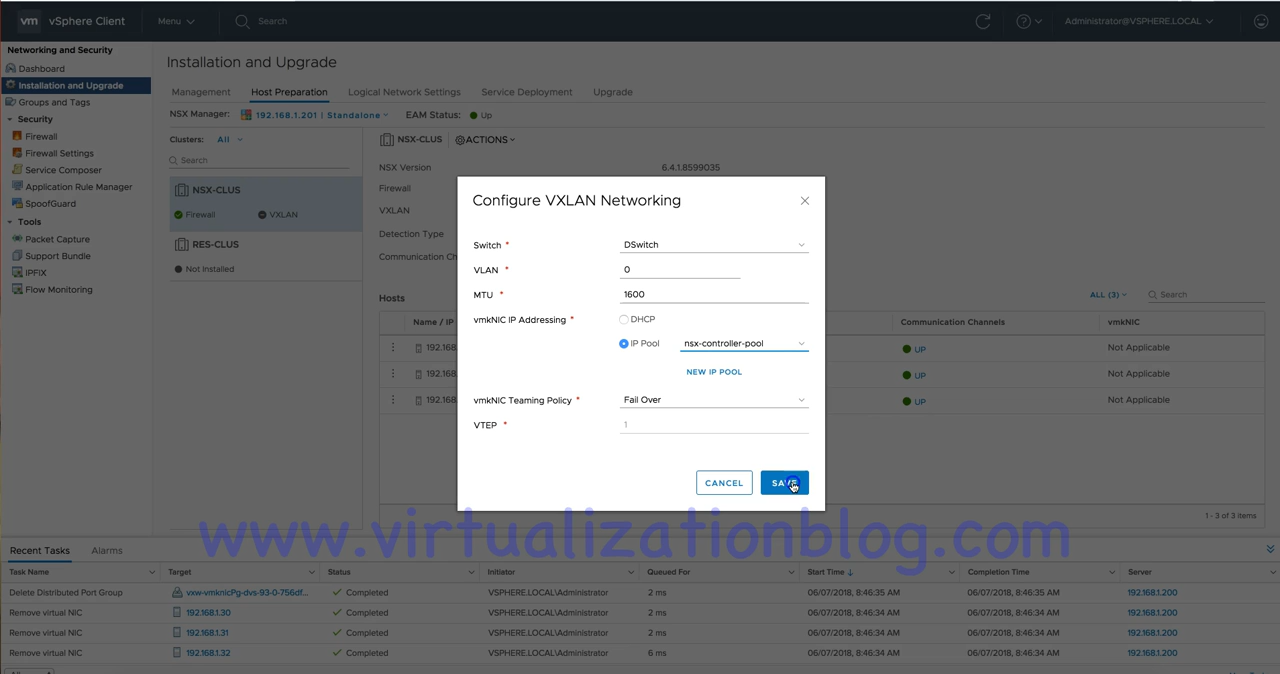 vm vSphere Client Menu Search Administrator@VSPHERE.LOCAL
Networking and Security
Dashboard
Installation and Upgrade
Groups and Tags
Security
Firewall
Firewall Settings
Service Composer
Application Rule Manager
SpoofGuard
Tools
Packet Capture
Support Bundle
IPFIX
Flow Monitoring
Installation and Upgrade
Management Host Preparation Logical Network Settings Service Deployment Upgrade
NSX Manager: 192.168.1.201 | Standalone EAM Status: Up
Clusters: All
Search
NSX-CLUS
Firewall VXLAN
RES-CLUS
Not Installed
NSX-CLUS ACTIONS
NSX Version 6.4.1.8599035
Firewall
VXLAN
Detection Type
Communication Ch
Hosts ALL (3) Search
Name / IP Communication Channels vmkNIC
192.168. UP Not Applicable
192.168. UP Not Applicable
192.168. UP Not Applicable
1 - 3 of 3 items
Configure VXLAN Networking
Switch * DSwitch
VLAN * 0
MTU * 1600
vmkNIC IP Addressing * DHCP
IP Pool nsx-controller-pool
NEW IP POOL
vmkNIC Teaming Policy * Fail Over
VTEP * 1
CANCEL SAVE
www.virtualizationblog.com
Recent Tasks Alarms
Task Name Target Status Initiator Queued For Start Time Completion Time Server
Delete Distributed Port Group vxw-vmknicPg-dvs-93-0-756df... Completed VSPHERE.LOCAL\Administrator 2 ms 06/07/2018, 8:46:35 AM 06/07/2018, 8:46:35 AM 192.168.1.200
Remove virtual NIC 192.168.1.30 Completed VSPHERE.LOCAL\Administrator 2 ms 06/07/2018, 8:46:34 AM 06/07/2018, 8:46:34 AM 192.168.1.200
Remove virtual NIC 192.168.1.31 Completed VSPHERE.LOCAL\Administrator 2 ms 06/07/2018, 8:46:34 AM 06/07/2018, 8:46:34 AM 192.168.1.200
Remove virtual NIC 192.168.1.32 Completed VSPHERE.LOCAL\Administrator 6 ms 06/07/2018, 8:46:34 AM 06/07/2018, 8:46:34 AM 192.168.1.200